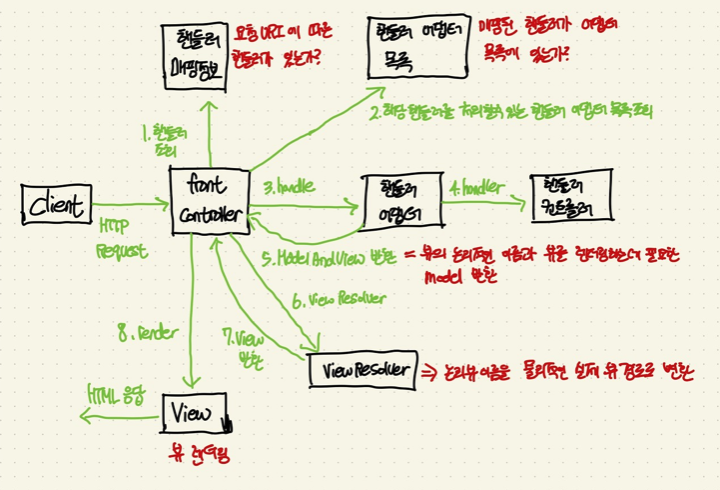 핸들러
매핑정보
요청 URI에 따른
핸들러가 있는가?
핸들러 어댑터
목록
매핑된 핸들러가 어댑터
목록에 있는가?
1. 핸들러
조회
2. 해당 핸들러를 처리할수 있는 핸들러 어댑터 목록 조회
Client
HTTP
Request
front
Controller
3. handle
핸들러
어댑터
4. handler
핸들러
컨트롤러
5. ModelAndView 반환 = 뷰의 논리적인 이름과 뷰를 렌더링하는데 필요한
model 반환
6. View Resolver
7. View
반환
8. render
ViewResolver ⇒ 논리뷰이름을 물리적인 실제 뷰 경로로 변환
HTML 응답
View
뷰 렌더링